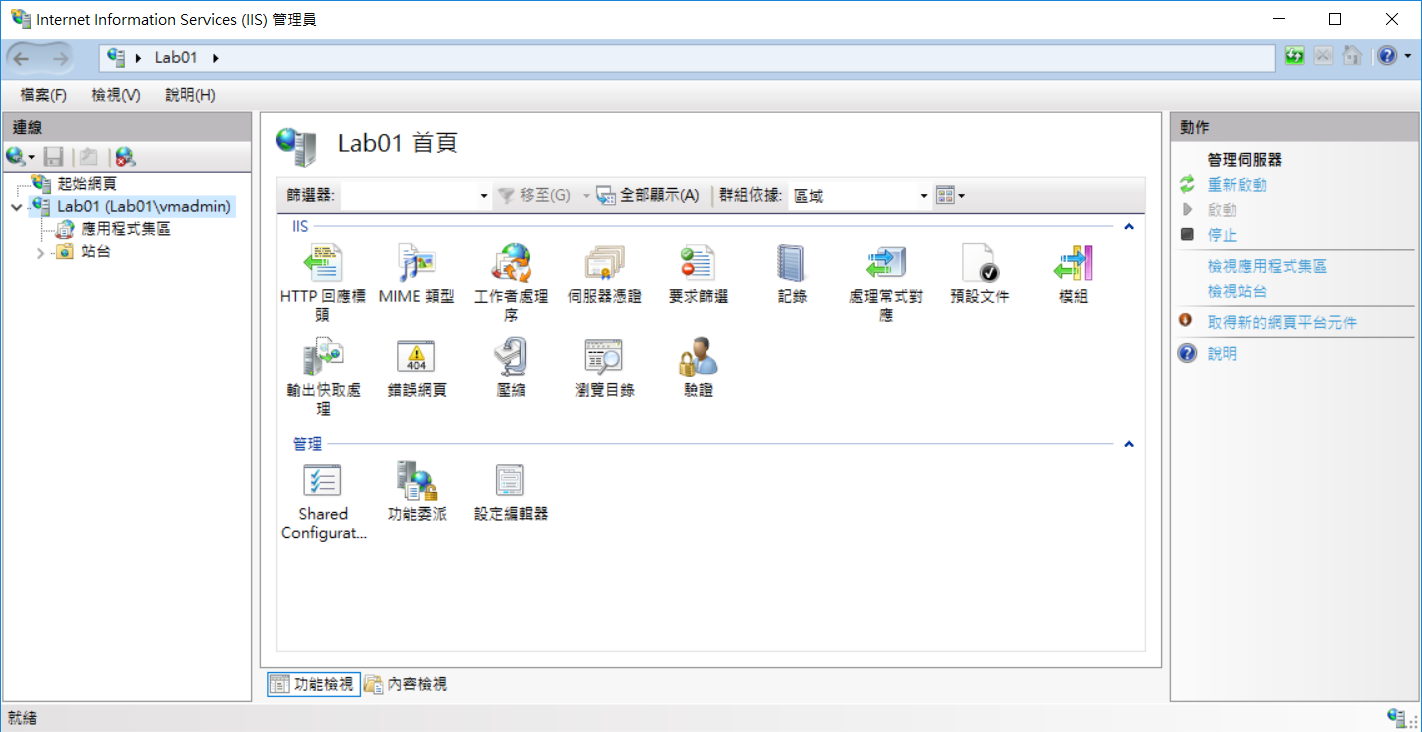 Internet Information Services (IIS) 管理員
Lab01
檔案(F) 檢視(V) 說明(H)
連線
起始網頁
Lab01 (Lab01\vmadmin)
應用程式集區
站台
Lab01 首頁
篩選器: 移至(G) 全部顯示(A) 群組依據: 區域
IIS
HTTP 回應標頭
MIME 類型
工作者處理序
伺服器憑證
要求篩選
記錄
處理常式對應
預設文件
模組
輸出快取處理
錯誤網頁
404
壓縮
瀏覽目錄
驗證
管理
Shared
Configurat...
功能委派
設定編輯器
功能檢視 內容檢視
動作
管理伺服器
重新啟動
啟動
停止
檢視應用程式集區
檢視站台
取得新的網頁平台元件
說明
就緒